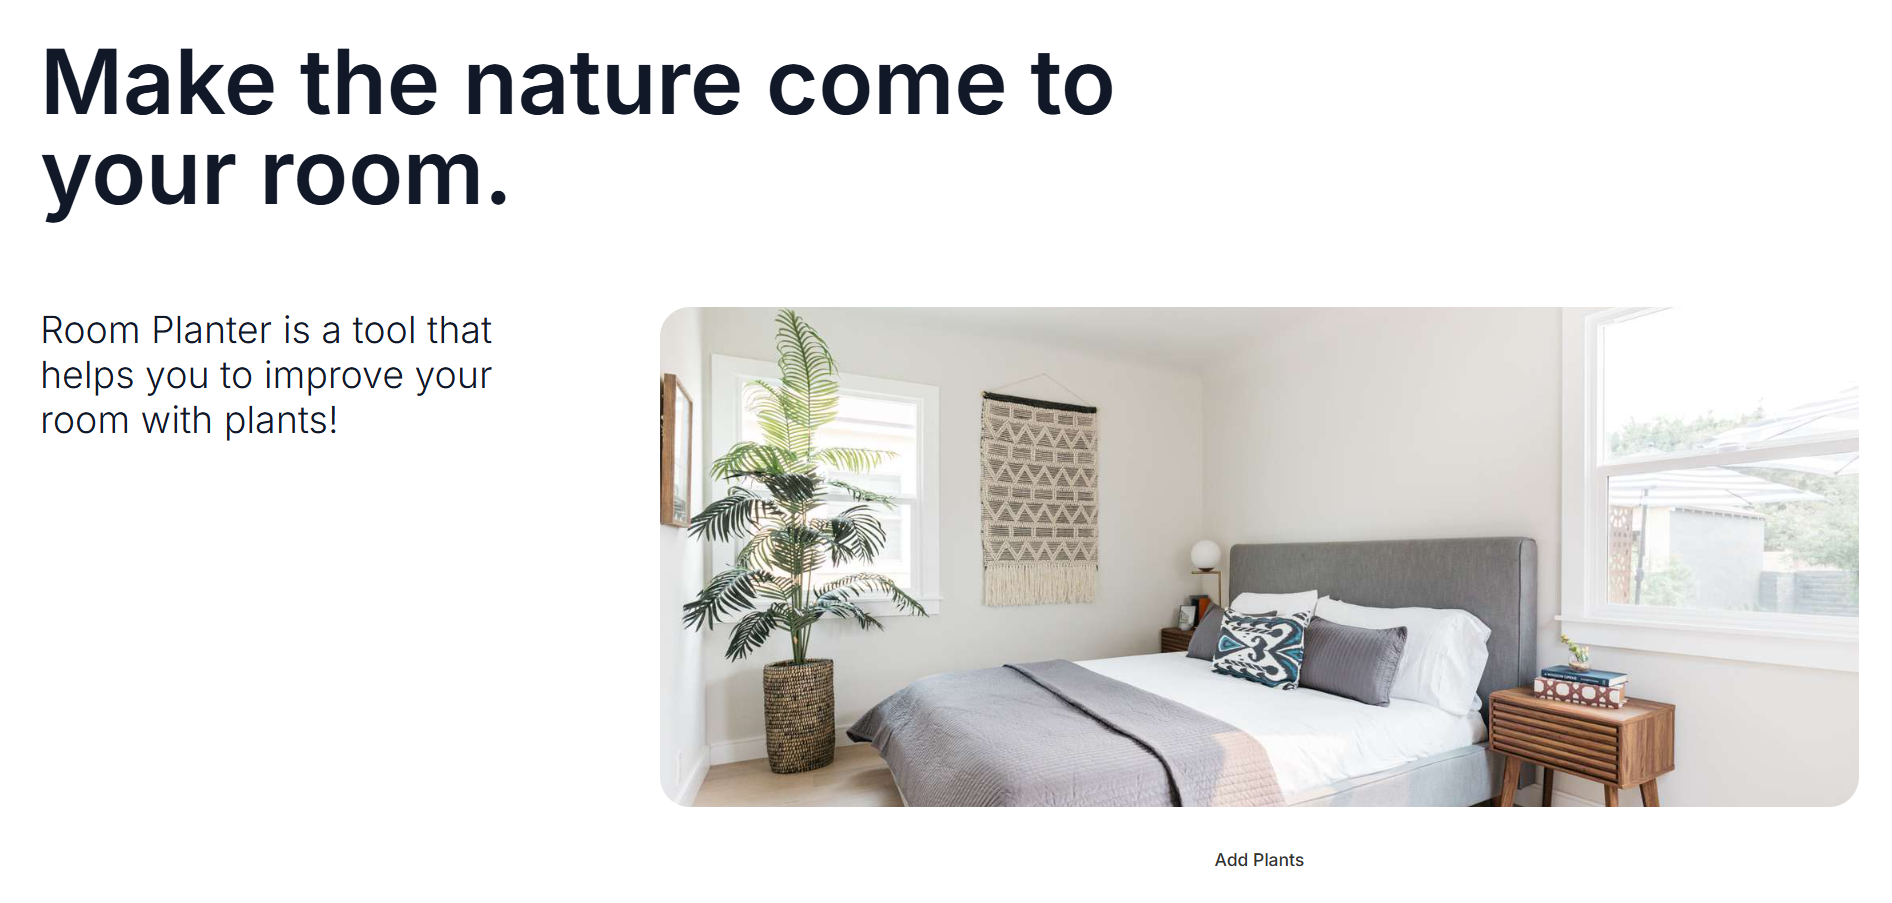 Make the nature come to
your room.
Room Planter is a tool that
helps you to improve your
room with plants!
Add Plants